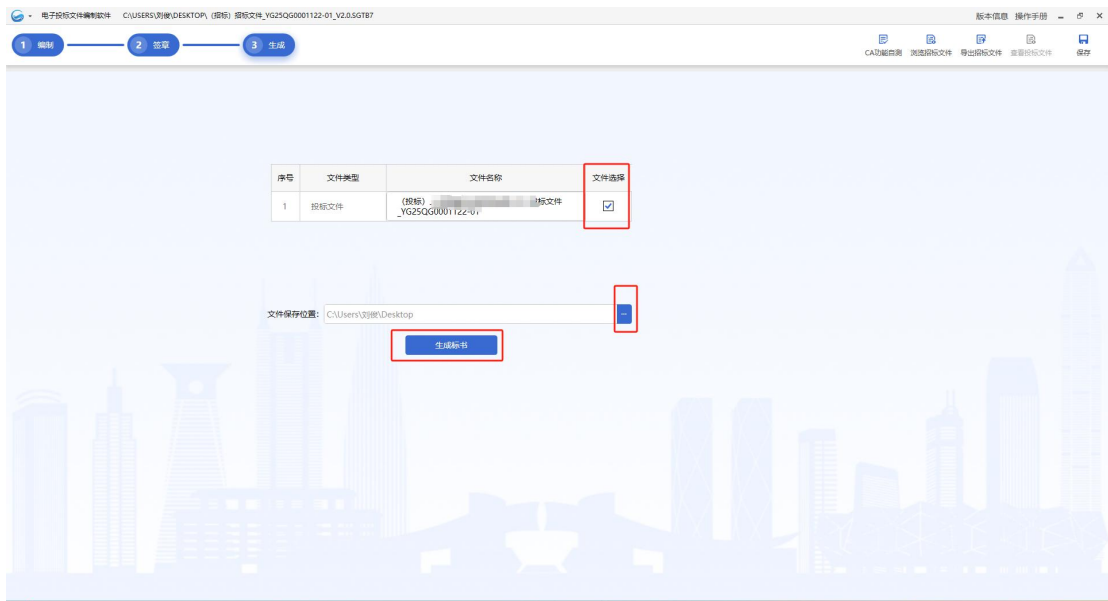 电子投标文件编制软件 C:\USERS\刘俊\DESKTOP\（招标）招标文件_YG25QG0001122-01_V2.0.SGTB7 版本信息 操作手册
1 编制 2 签章 3 生成
CA功能自测 浏览招标文件 导出招标文件 查看投标文件 保存
序号 文件类型 文件名称 文件选择
1 投标文件 （投标） 标文件
_YG25QG0001122-01
文件保存位置： C:\Users\刘俊\Desktop
生成标书